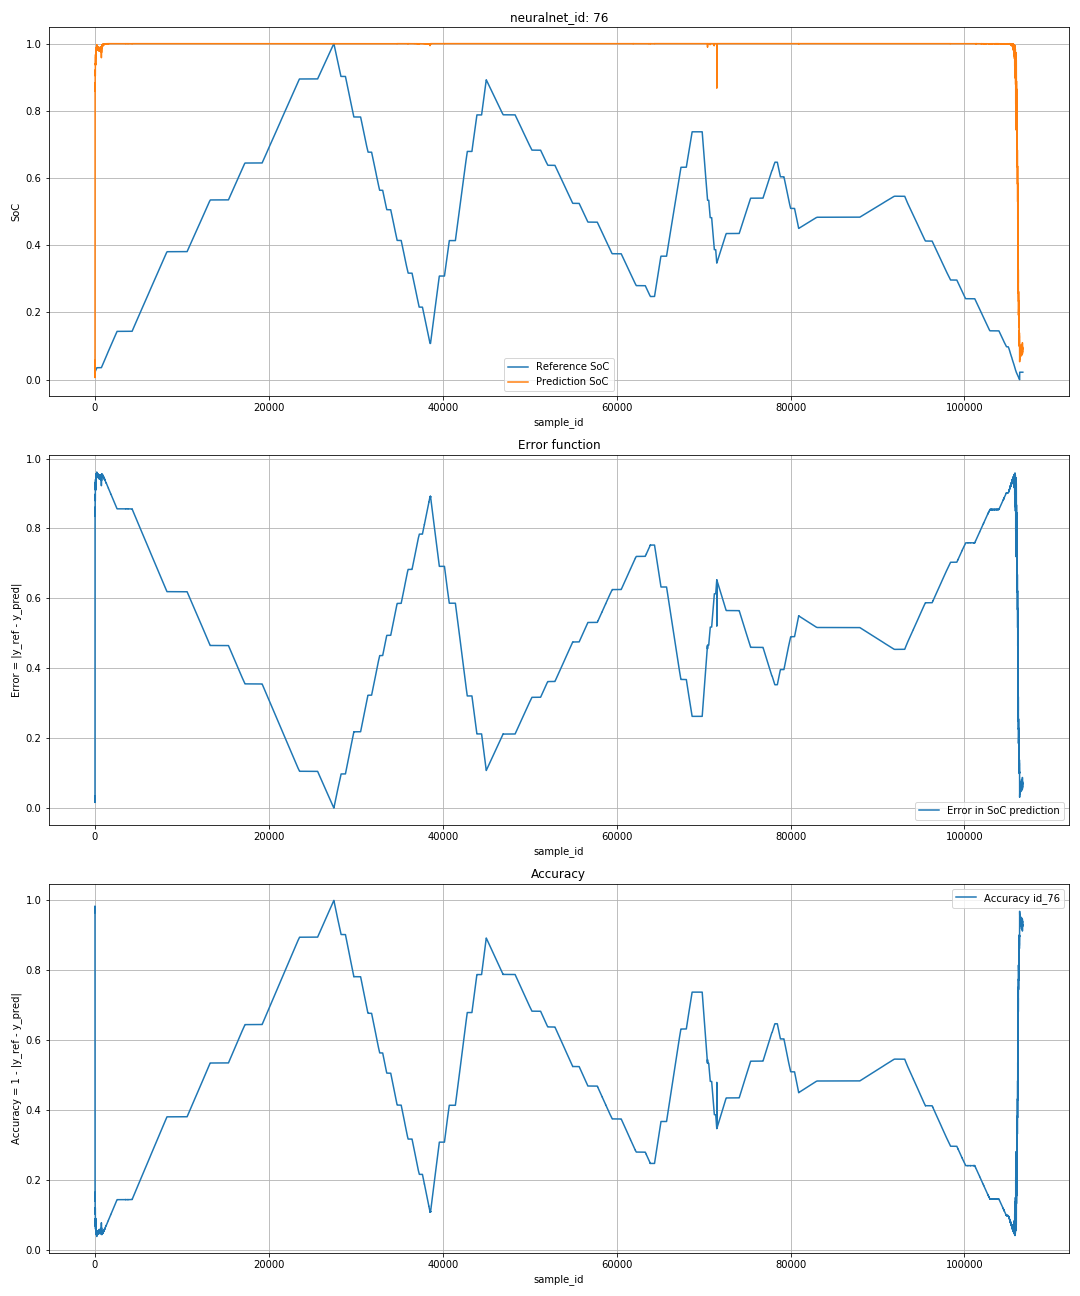 neuralnet_id: 76
1.0
0.8
0.6
0.4
0.2
0.0
SoC
Reference SoC
Prediction SoC
0 20000 40000 60000 80000 100000
sample_id
Error function
1.0
0.8
0.6
0.4
0.2
0.0
Error = |y_ref - y_pred|
Error in SoC prediction
0 20000 40000 60000 80000 100000
sample_id
Accuracy
1.0
0.8
0.6
0.4
0.2
0.0
Accuracy = 1 - |y_ref - y_pred|
Accuracy id_76
0 20000 40000 60000 80000 100000
sample_id